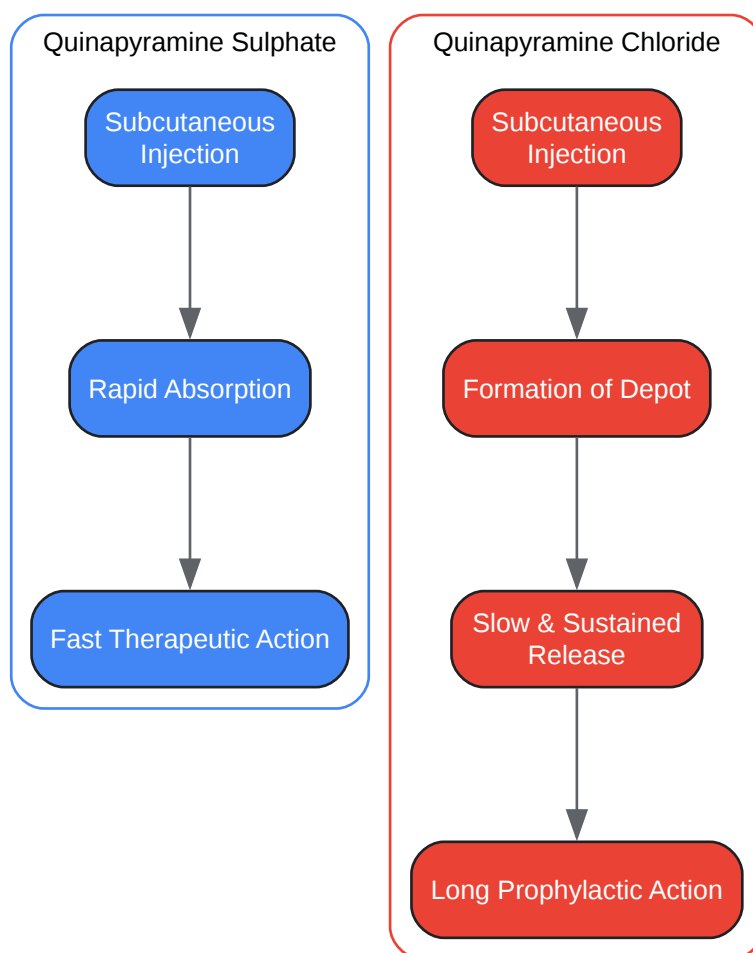 Quinapyramine Sulphate
Subcutaneous
Injection
Rapid Absorption
Fast Therapeutic Action
Quinapyramine Chloride
Subcutaneous
Injection
Formation of Depot
Slow & Sustained
Release
Long Prophylactic Action